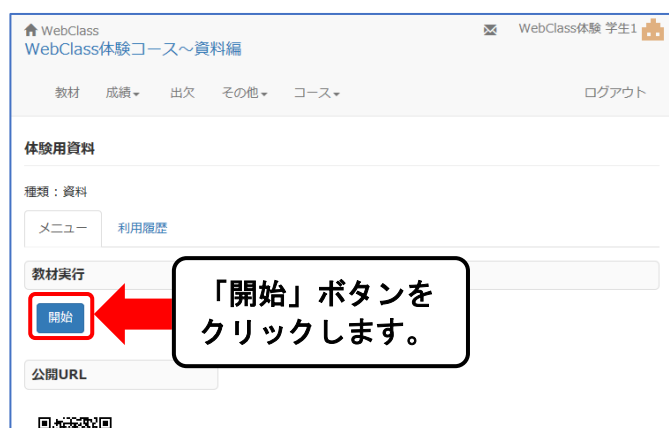 WebClass
WebClass体験 学生1
WebClass体験コース～資料編
教材 成績 出欠 その他 コース ログアウト
体験用資料
種類：資料
メニュー 利用履歴
教材実行
開始
「開始」ボタンを
クリックします。
公開URL